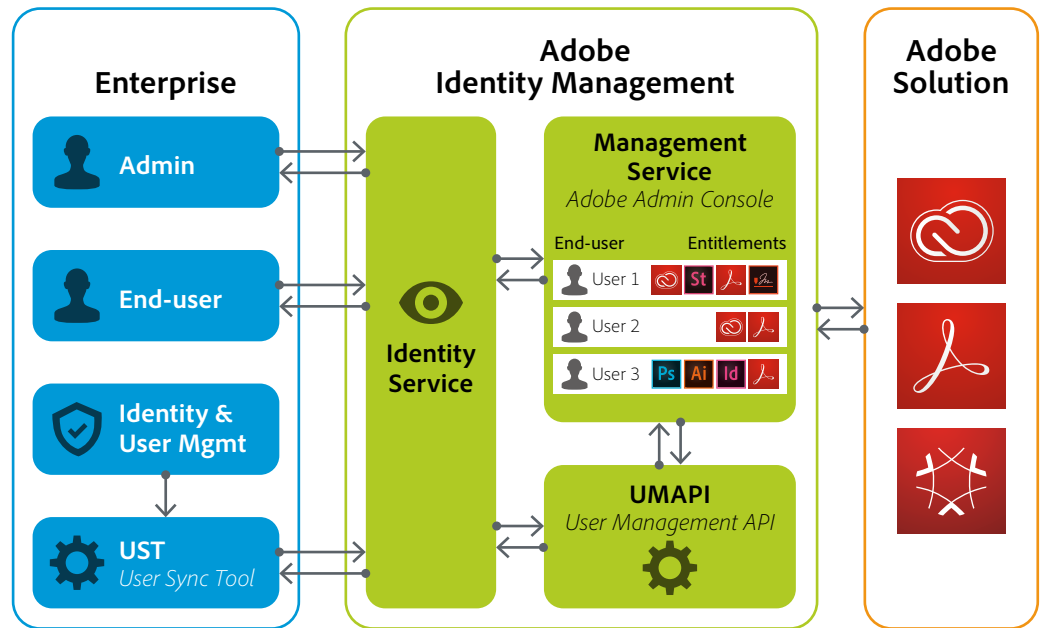 Enterprise
Admin
End-user
Identity &
User Mgmt
UST
User Sync Tool
Adobe
Identity Management
Identity
Service
Management
Service
Adobe Admin Console
End-user Entitlements
User 1 St
User 2
User 3 Ps Ai Id
UMAPI
User Management API
Adobe
Solution